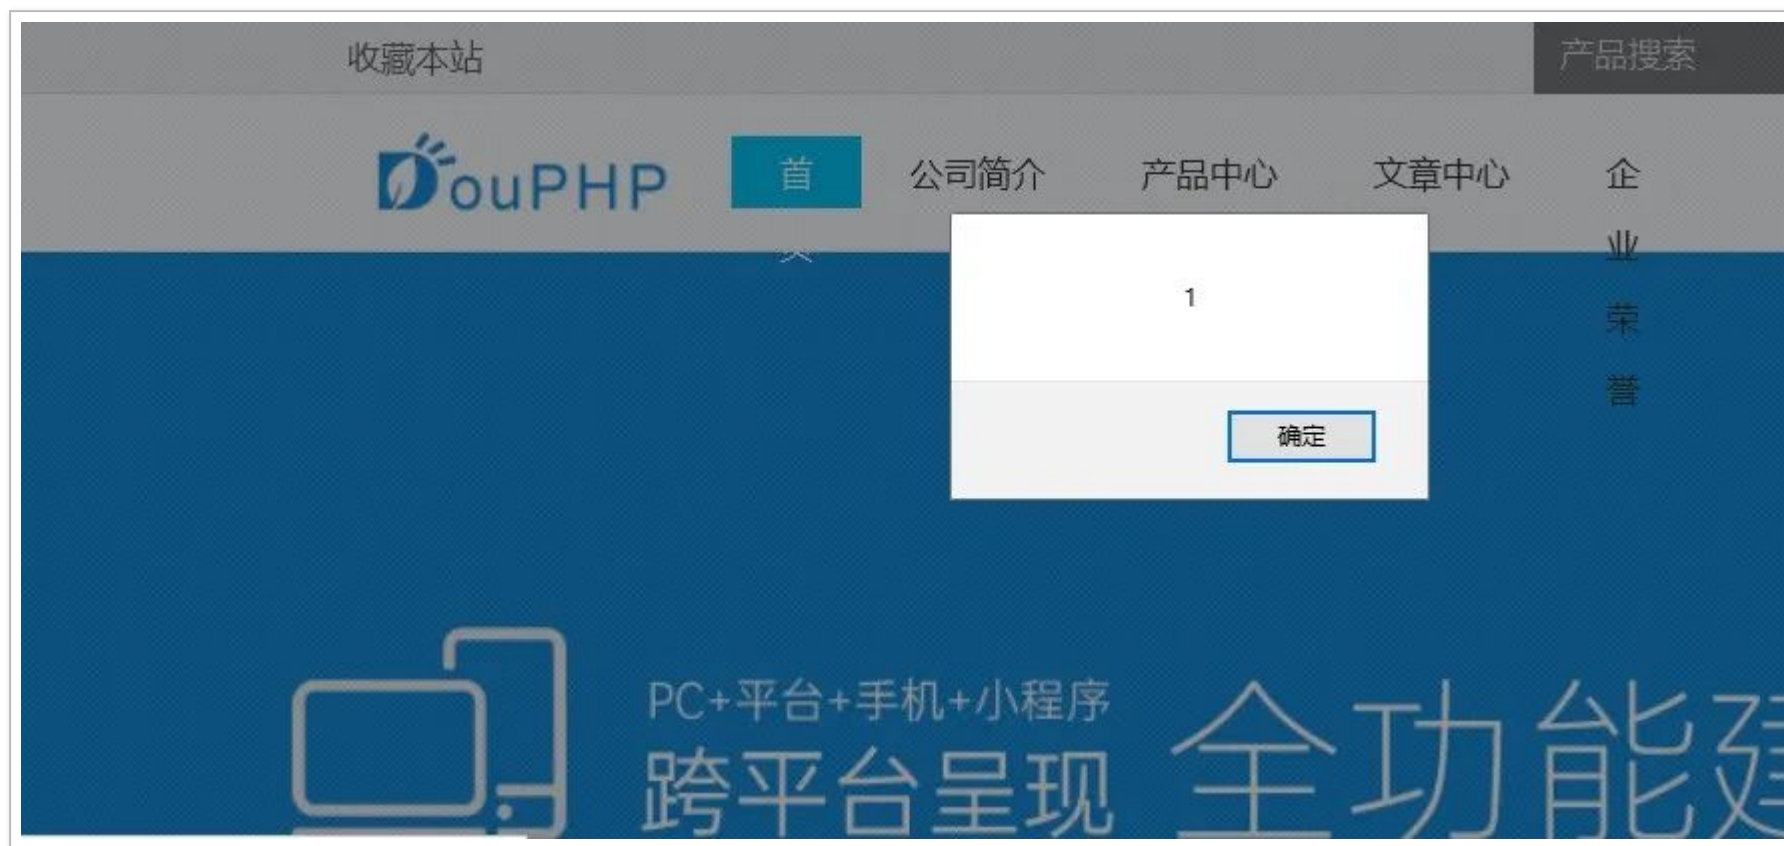 收藏本站
产品搜索
DouPHP
首
公司简介
产品中心
文章中心
企
业
荣
誉
1
确定
PC+平台+手机+小程序
跨平台呈现
全功能建